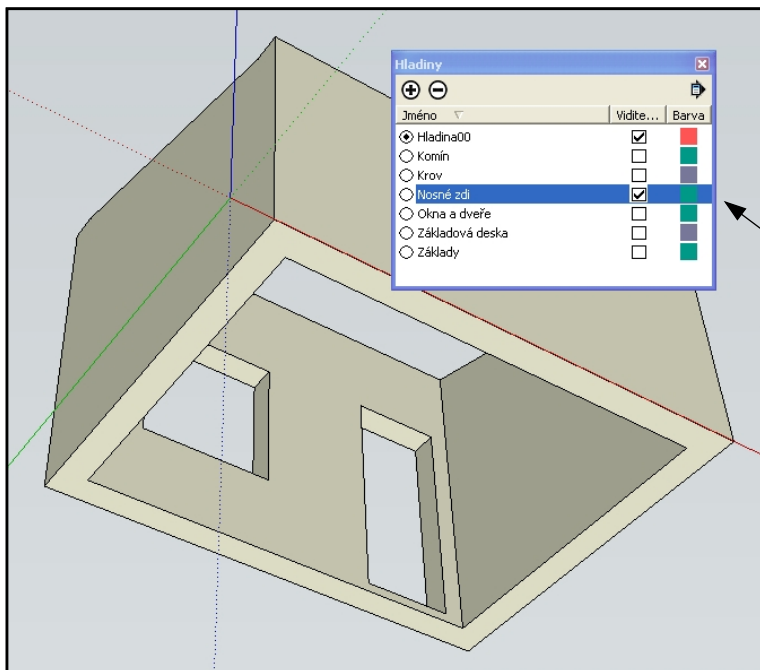 Hladiny
Jméno Vidite... Barva
Hladina00
Komín
Krov
Nosné zdi
Okna a dveře
Základová deska
Základy